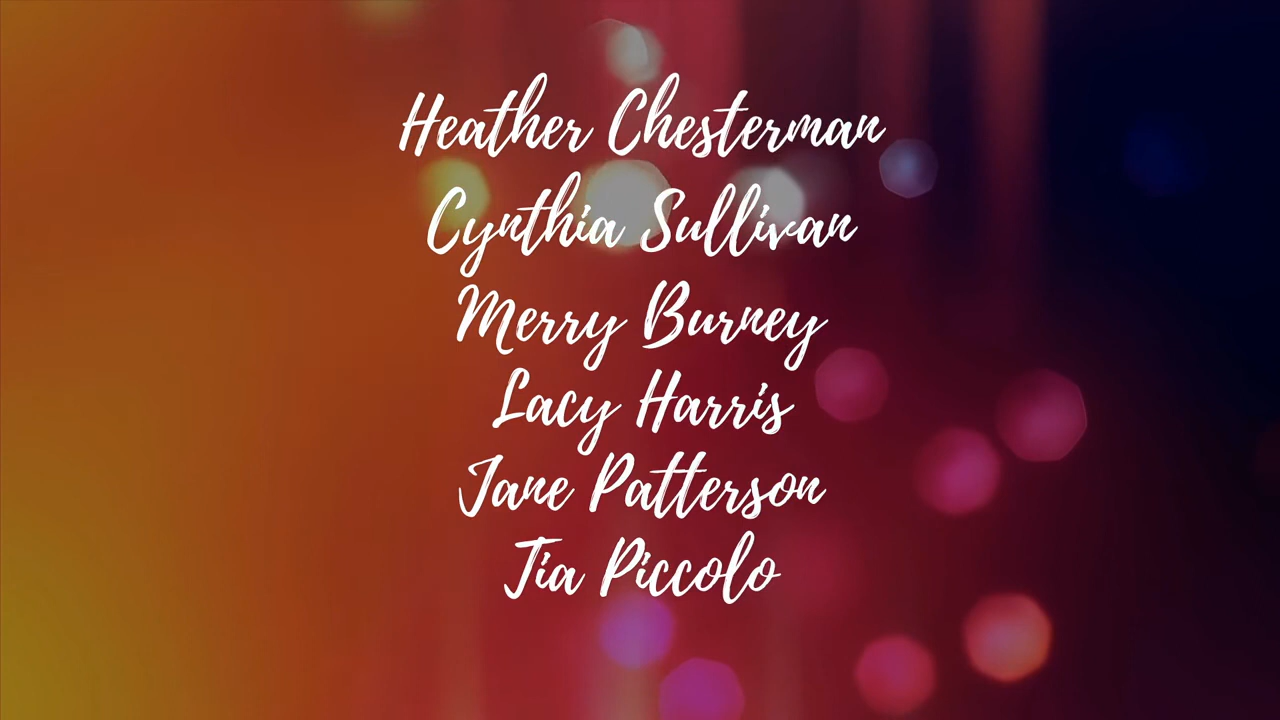 Heather Chesterman
Cynthia Sullivan
Merry Burney
Lacy Harris
Jane Patterson
Tia Piccolo